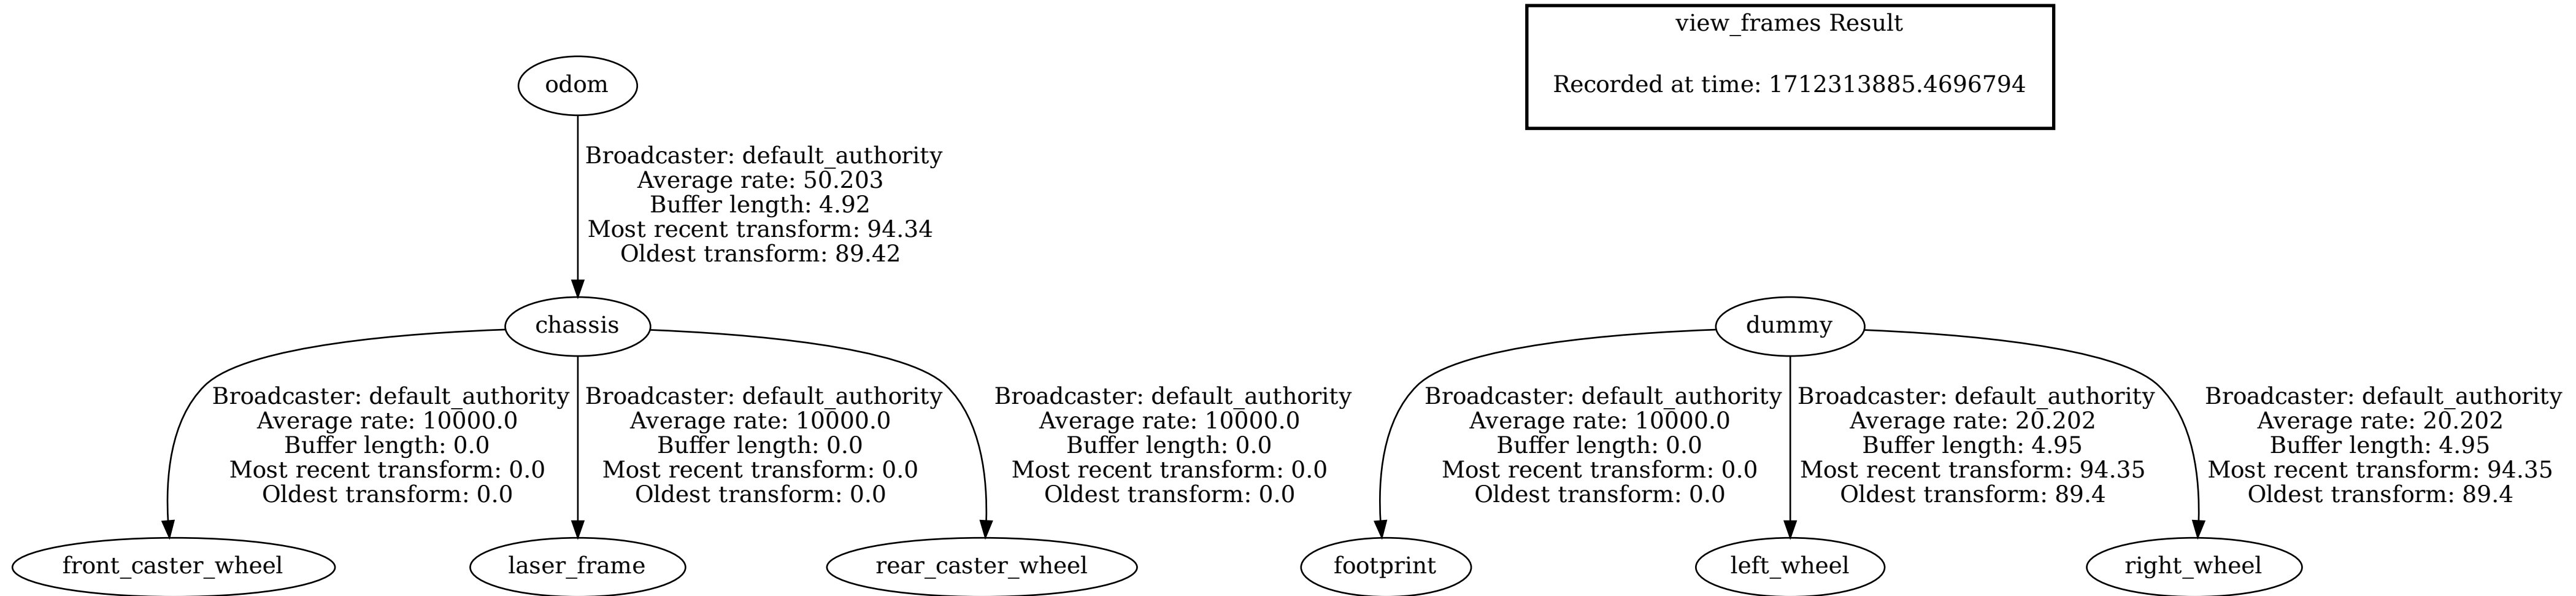 view_frames Result
Recorded at time: 1712313885.4696794
odom
Broadcaster: default_authority
Average rate: 50.203
Buffer length: 4.92
Most recent transform: 94.34
Oldest transform: 89.42
chassis
dummy
Broadcaster: default_authority
Average rate: 10000.0
Buffer length: 0.0
Most recent transform: 0.0
Oldest transform: 0.0
Broadcaster: default_authority
Average rate: 10000.0
Buffer length: 0.0
Most recent transform: 0.0
Oldest transform: 0.0
Broadcaster: default_authority
Average rate: 10000.0
Buffer length: 0.0
Most recent transform: 0.0
Oldest transform: 0.0
Broadcaster: default_authority
Average rate: 10000.0
Buffer length: 0.0
Most recent transform: 0.0
Oldest transform: 0.0
Broadcaster: default_authority
Average rate: 20.202
Buffer length: 4.95
Most recent transform: 94.35
Oldest transform: 89.4
Broadcaster: default_authority
Average rate: 20.202
Buffer length: 4.95
Most recent transform: 94.35
Oldest transform: 89.4
front_caster_wheel
laser_frame
rear_caster_wheel
footprint
left_wheel
right_wheel